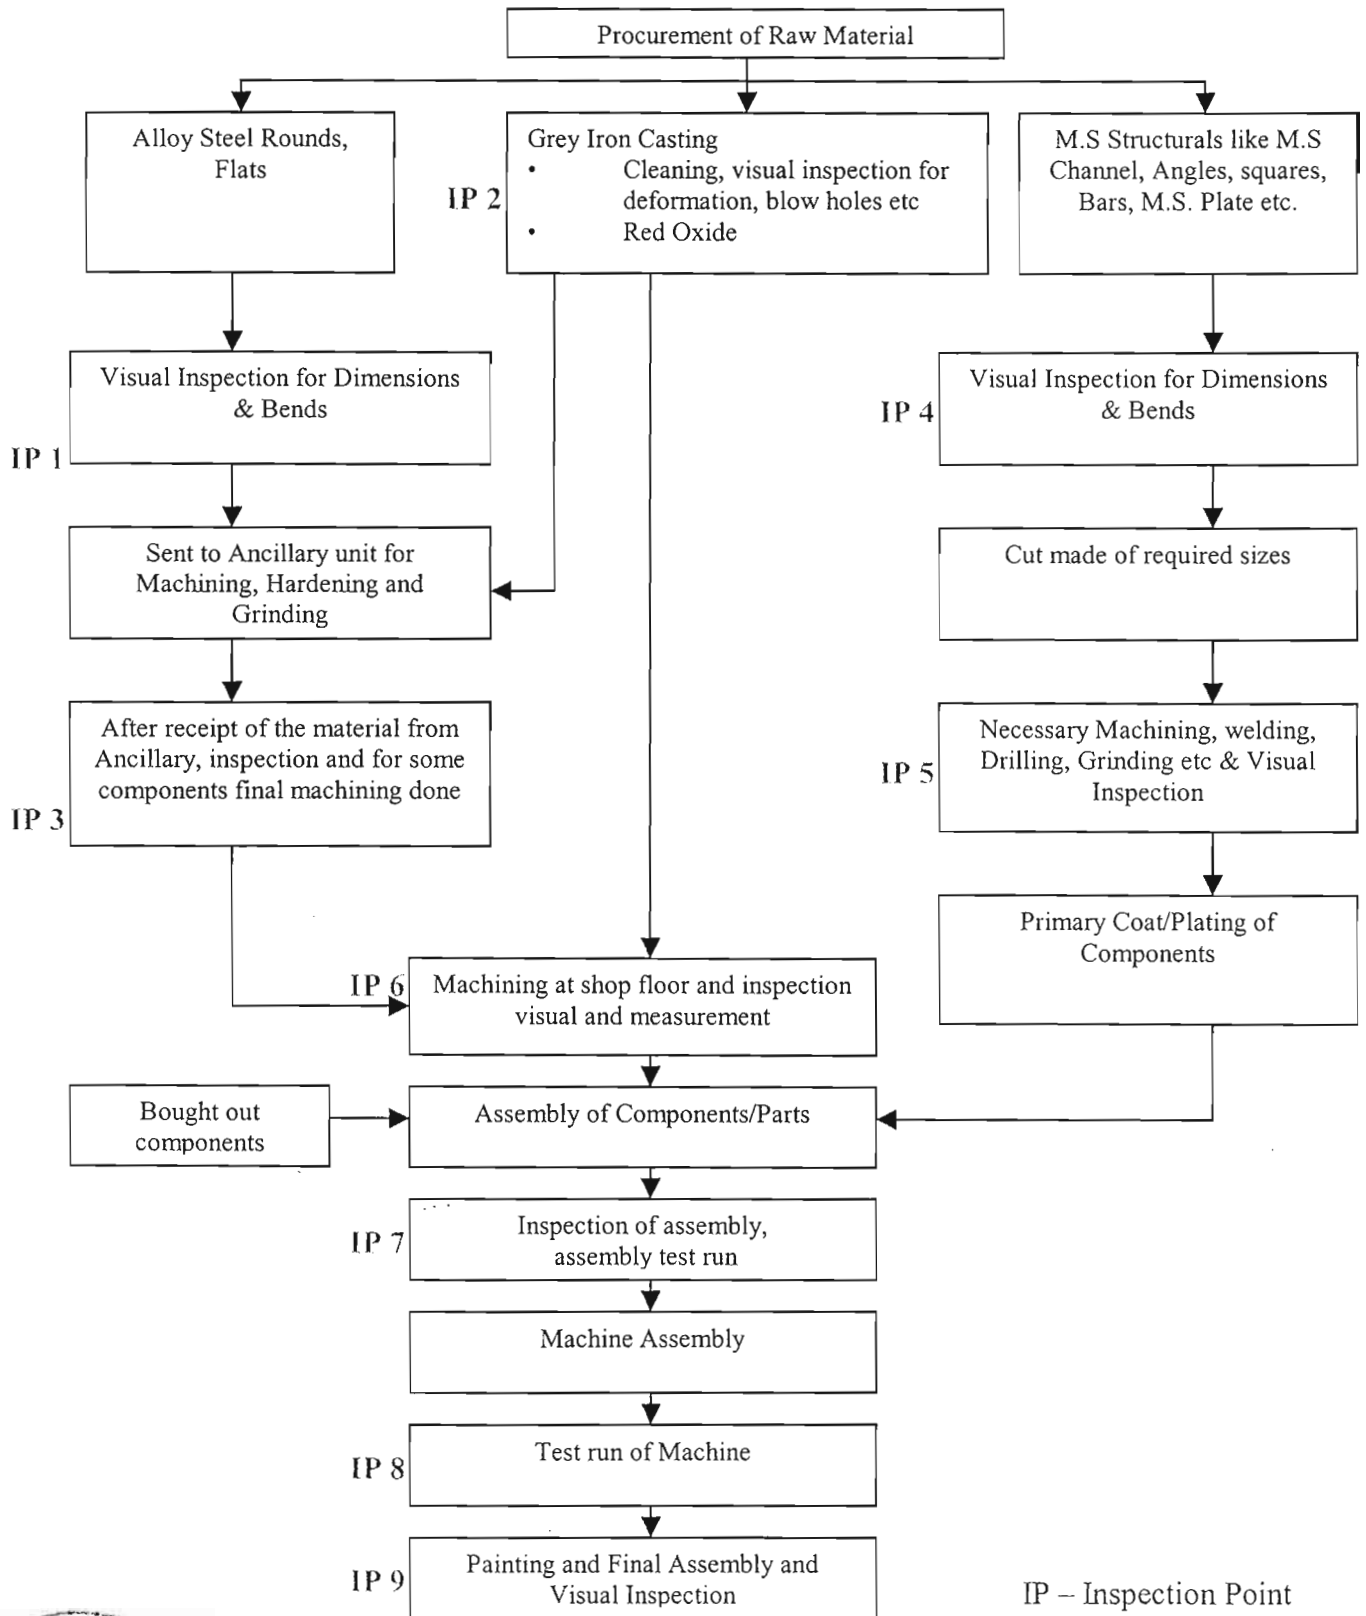 Procurement of Raw Material
Alloy Steel Rounds,
Flats
IP 2
Grey Iron Casting
• Cleaning, visual inspection for
deformation, blow holes etc
• Red Oxide
M.S Structurals like M.S
Channel, Angles, squares,
Bars, M.S. Plate etc.
Visual Inspection for Dimensions
& Bends
IP 1
IP 4
Visual Inspection for Dimensions
& Bends
Sent to Ancillary unit for
Machining, Hardening and
Grinding
Cut made of required sizes
After receipt of the material from
Ancillary, inspection and for some
components final machining done
IP 3
IP 5
Necessary Machining, welding,
Drilling, Grinding etc & Visual
Inspection
Primary Coat/Plating of
Components
IP 6
Machining at shop floor and inspection
visual and measurement
Bought out
components
Assembly of Components/Parts
IP 7
Inspection of assembly,
assembly test run
Machine Assembly
IP 8
Test run of Machine
IP 9
Painting and Final Assembly and
Visual Inspection
IP – Inspection Point